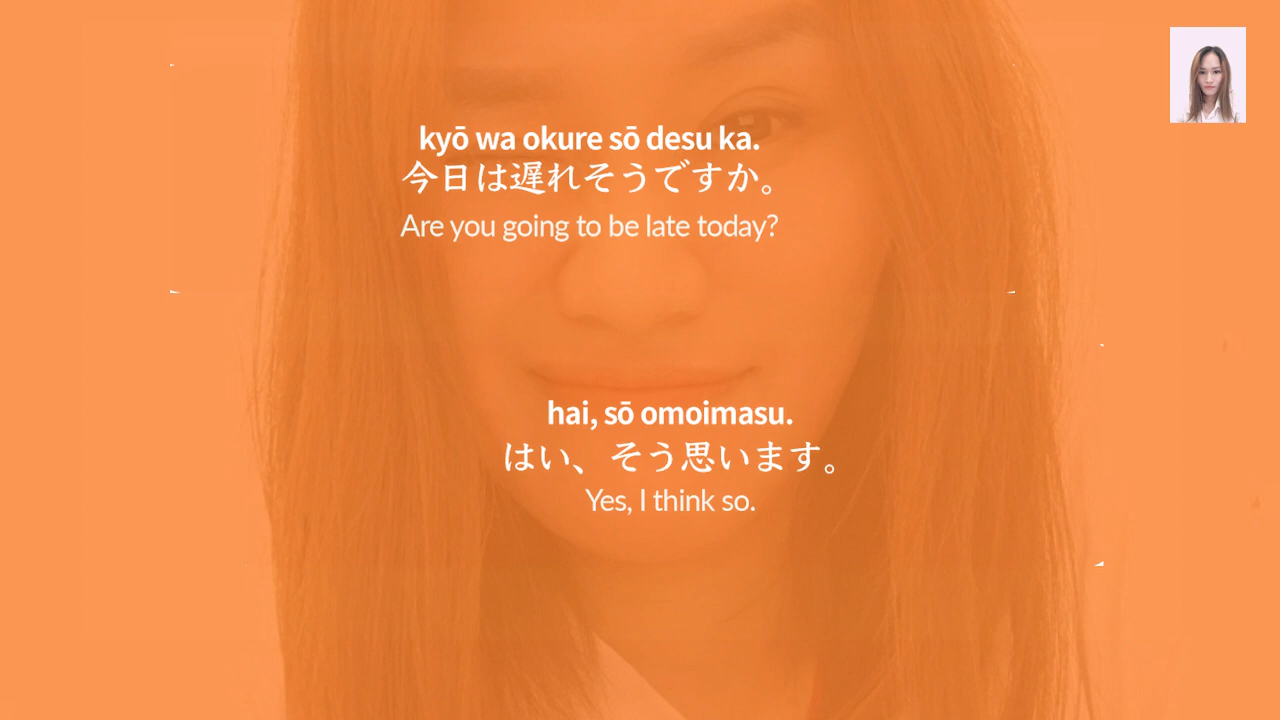 kyō wa okure sō desu ka.
今日は遅れそうですか。
Are you going to be late today?
hai, sō omoimasu.
はい、そう思います。
Yes, I think so.